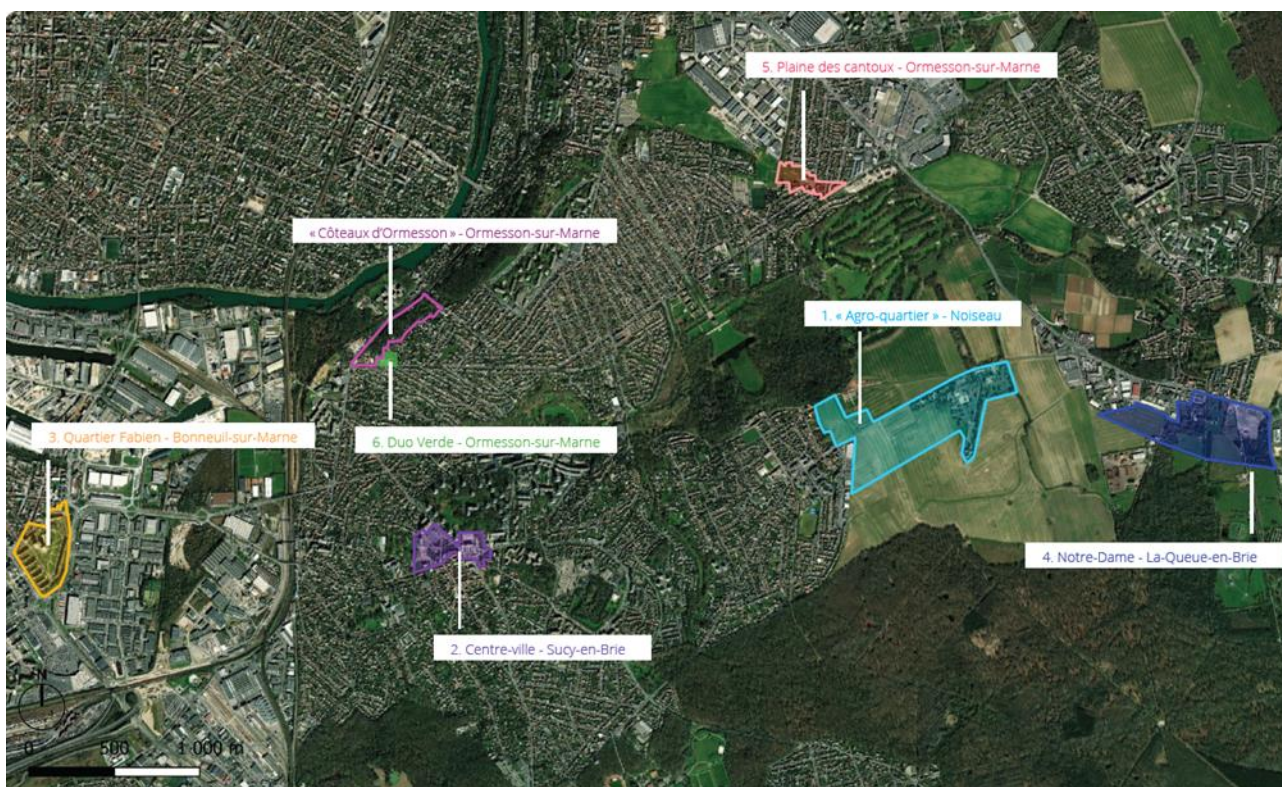 5. Plaine des cantoux - Ormesson-sur-Marne
« Côteaux d'Ormesson » - Ormesson-sur-Marne
1. « Agro-quartier » - Noiseau
3. Quartier Fabien - Bonneuil-sur-Marne
6. Duo Verde - Ormesson-sur-Marne
4. Notre-Dame - La-Queue-en-Brie
2. Centre-ville - Sucy-en-Brie
N
0 500 1 000 m